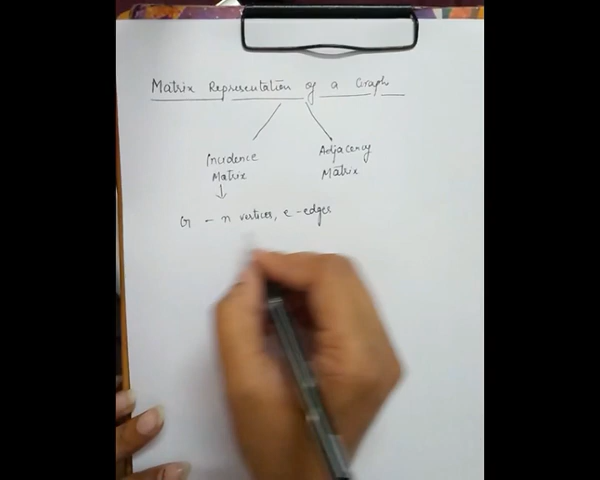 Matrix Representation of a Graph
Incidence Matrix
Adjacency Matrix
G - n vertices, e - edges